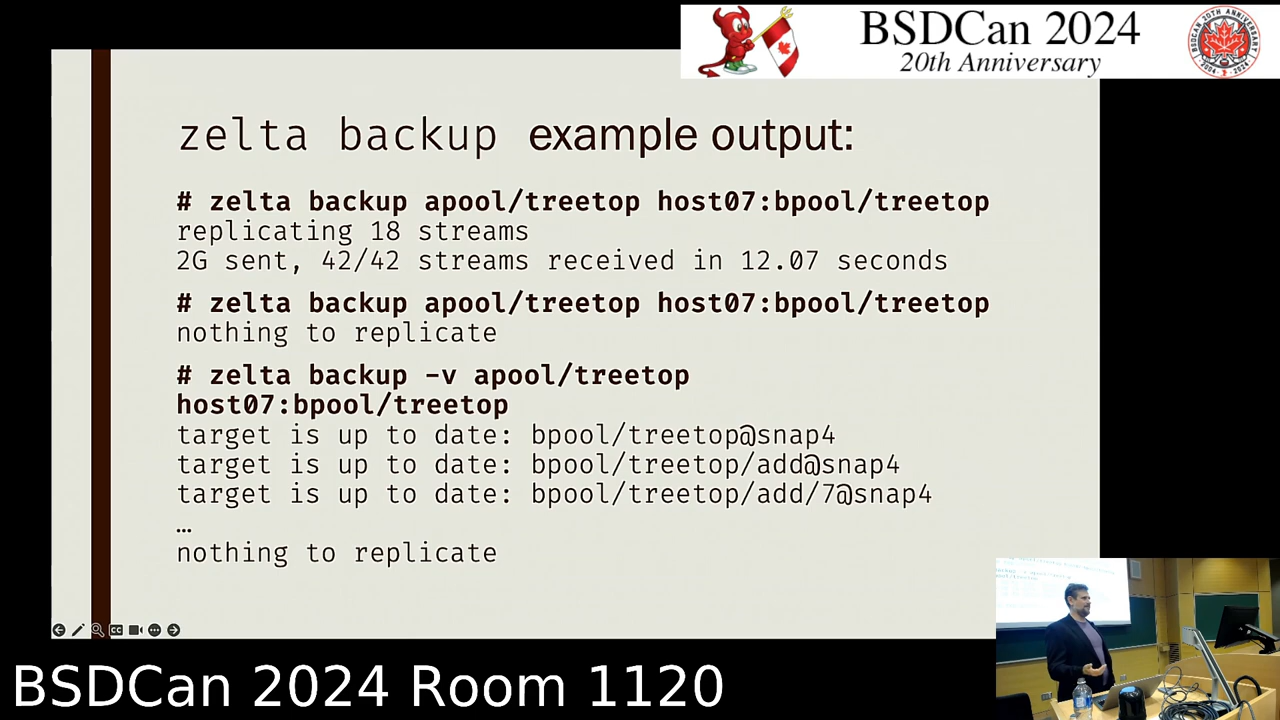 BSDCan 2024
20th Anniversary
zelta backup example output:
# zelta backup apool/treetop host07:bpool/treetop
replicating 18 streams
2G sent, 42/42 streams received in 12.07 seconds
# zelta backup apool/treetop host07:bpool/treetop
nothing to replicate
# zelta backup -v apool/treetop
host07:bpool/treetop
target is up to date: bpool/treetop@snap4
target is up to date: bpool/treetop/add@snap4
target is up to date: bpool/treetop/add/7@snap4
…
nothing to replicate
BSDCan 2024 Room 1120